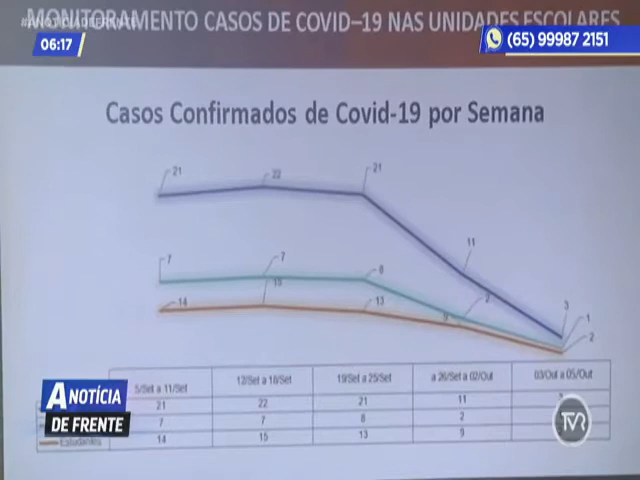 MONITORAMENTO CASOS DE COVID-19 NAS UNIDADES ESCOLARES
#ANOTICIADEFRENTE
06:17
(65) 99987 2151
Casos Confirmados de Covid-19 por Semana
21 22 21 11 3
7 7 8 2 1
14 15 13 9 2
5/Set a 11/Set 12/Set a 18/Set 19/Set a 25/Set a 26/Set a 02/Out 03/Out a 05/Out
21 22 21 11
7 7 8 2
Estudantes 14 15 13 9
A NOTÍCIA
DE FRENTE
TVR